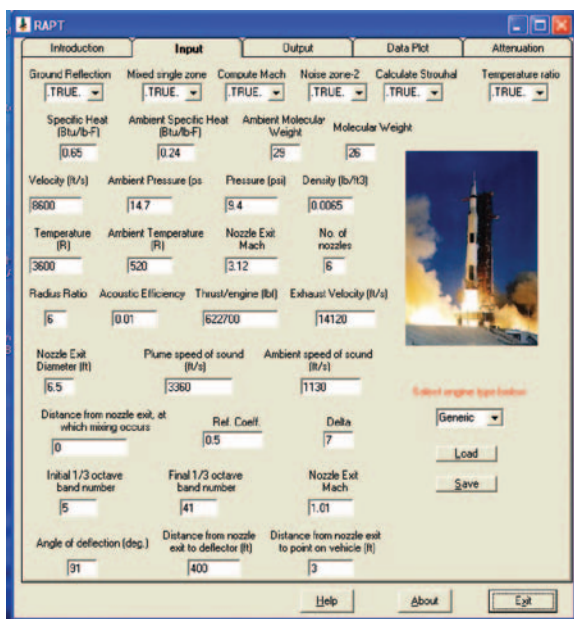 RAPT
Introduction Input Output Data Plot Attenuation
Ground Reflection Mixed single zone Compute Mach Noise zone-2 Calculate Strouhal Temperature ratio
.TRUE. .TRUE. .TRUE. .TRUE. .TRUE. .TRUE.
Specific Heat (Btu/lb-F) Ambient Specific Heat (Btu/lb-F) Ambient Molecular Weight Molecular Weight
0.65 0.24 29 26
Velocity (ft/s) Ambient Pressure (ps Pressure (psi) Density (lb/ft3)
8600 14.7 9.4 0.0065
Temperature (R) Ambient Temperature (R) Nozzle Exit Mach No. of nozzles
3600 520 3.12 6
Radius Ratio Acoustic Efficiency Thrust/engine (lbf) Exhaust Velocity (ft/s)
6 0.01 622700 14120
Nozzle Exit Diameter (ft) Plume speed of sound (ft/s) Ambient speed of sound (ft/s)
6.5 3360 1130
Select engine type below
Distance from nozzle exit, at which mixing occurs Ref. Coeff. Delta
Generic
0 0.5 7
Load
Initial 1/3 octave band number Final 1/3 octave band number Nozzle Exit Mach
Save
5 41 1.01
Angle of deflection (deg.) Distance from nozzle exit to deflector (ft) Distance from nozzle exit to point on vehicle (ft)
91 400 3
Help About Exit